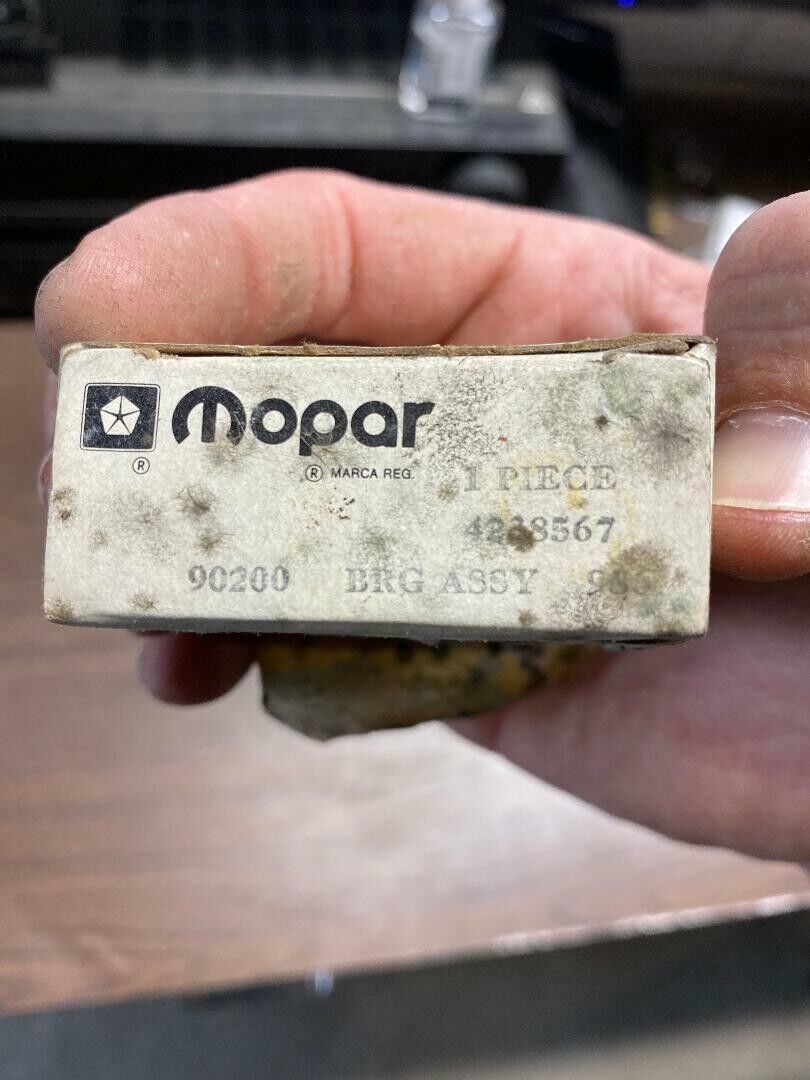 mopar
® ® MARCA REG.
1 PIECE
90200 BRG ASSY